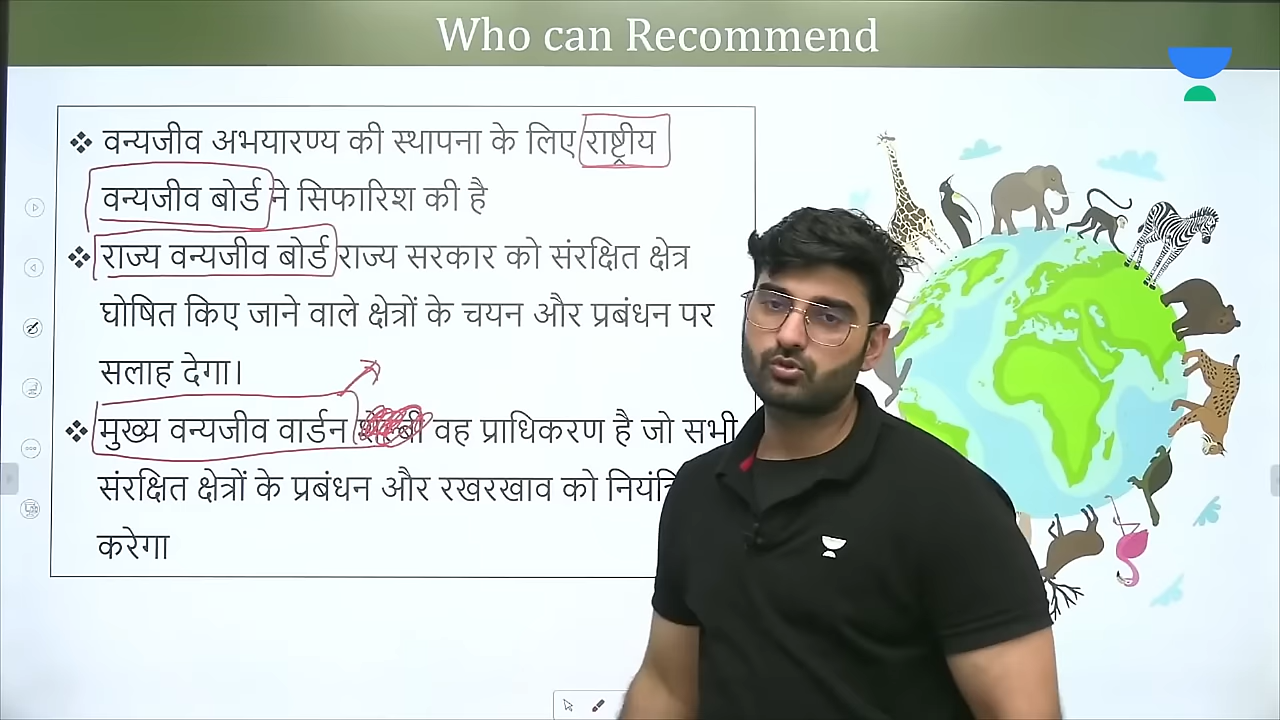 Who can Recommend
❖ वन्यजीव अभयारण्य की स्थापना के लिए राष्ट्रीय
वन्यजीव बोर्ड ने सिफारिश की है
❖ राज्य वन्यजीव बोर्ड राज्य सरकार को संरक्षित क्षेत्र
घोषित किए जाने वाले क्षेत्रों के चयन और प्रबंधन पर
सलाह देगा।
❖ मुख्य वन्यजीव वार्डन वह प्राधिकरण है जो सभी
संरक्षित क्षेत्रों के प्रबंधन और रखरखाव को
करेगा